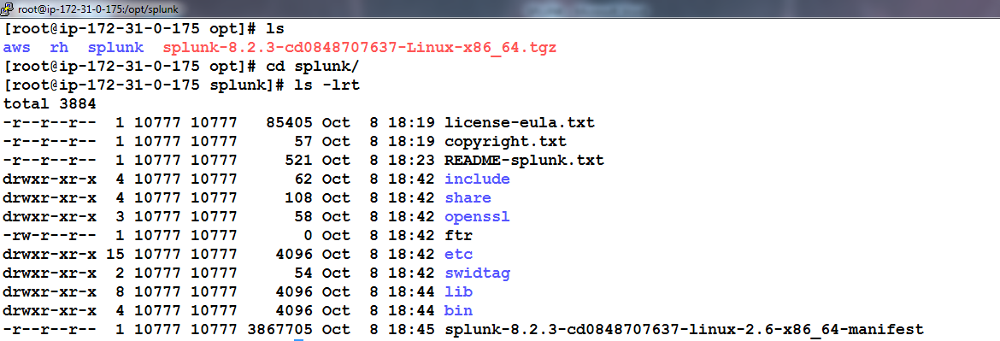 root@ip-172-31-0-175:/opt/splunk
[root@ip-172-31-0-175 opt]# ls
aws  rh  splunk  splunk-8.2.3-cd0848707637-Linux-x86_64.tgz
[root@ip-172-31-0-175 opt]# cd splunk/
[root@ip-172-31-0-175 splunk]# ls -lrt
total 3884
-r--r--r--  1 10777 10777   85405 Oct  8 18:19 license-eula.txt
-r--r--r--  1 10777 10777      57 Oct  8 18:19 copyright.txt
-r--r--r--  1 10777 10777     521 Oct  8 18:23 README-splunk.txt
drwxr-xr-x  4 10777 10777      62 Oct  8 18:42 include
drwxr-xr-x  4 10777 10777     108 Oct  8 18:42 share
drwxr-xr-x  3 10777 10777      58 Oct  8 18:42 openssl
-rw-r--r--  1 10777 10777       0 Oct  8 18:42 ftr
drwxr-xr-x 15 10777 10777    4096 Oct  8 18:42 etc
drwxr-xr-x  2 10777 10777      54 Oct  8 18:42 swidtag
drwxr-xr-x  8 10777 10777    4096 Oct  8 18:44 lib
drwxr-xr-x  4 10777 10777    4096 Oct  8 18:44 bin
-r--r--r--  1 10777 10777 3867705 Oct  8 18:45 splunk-8.2.3-cd0848707637-linux-2.6-x86_64-manifest